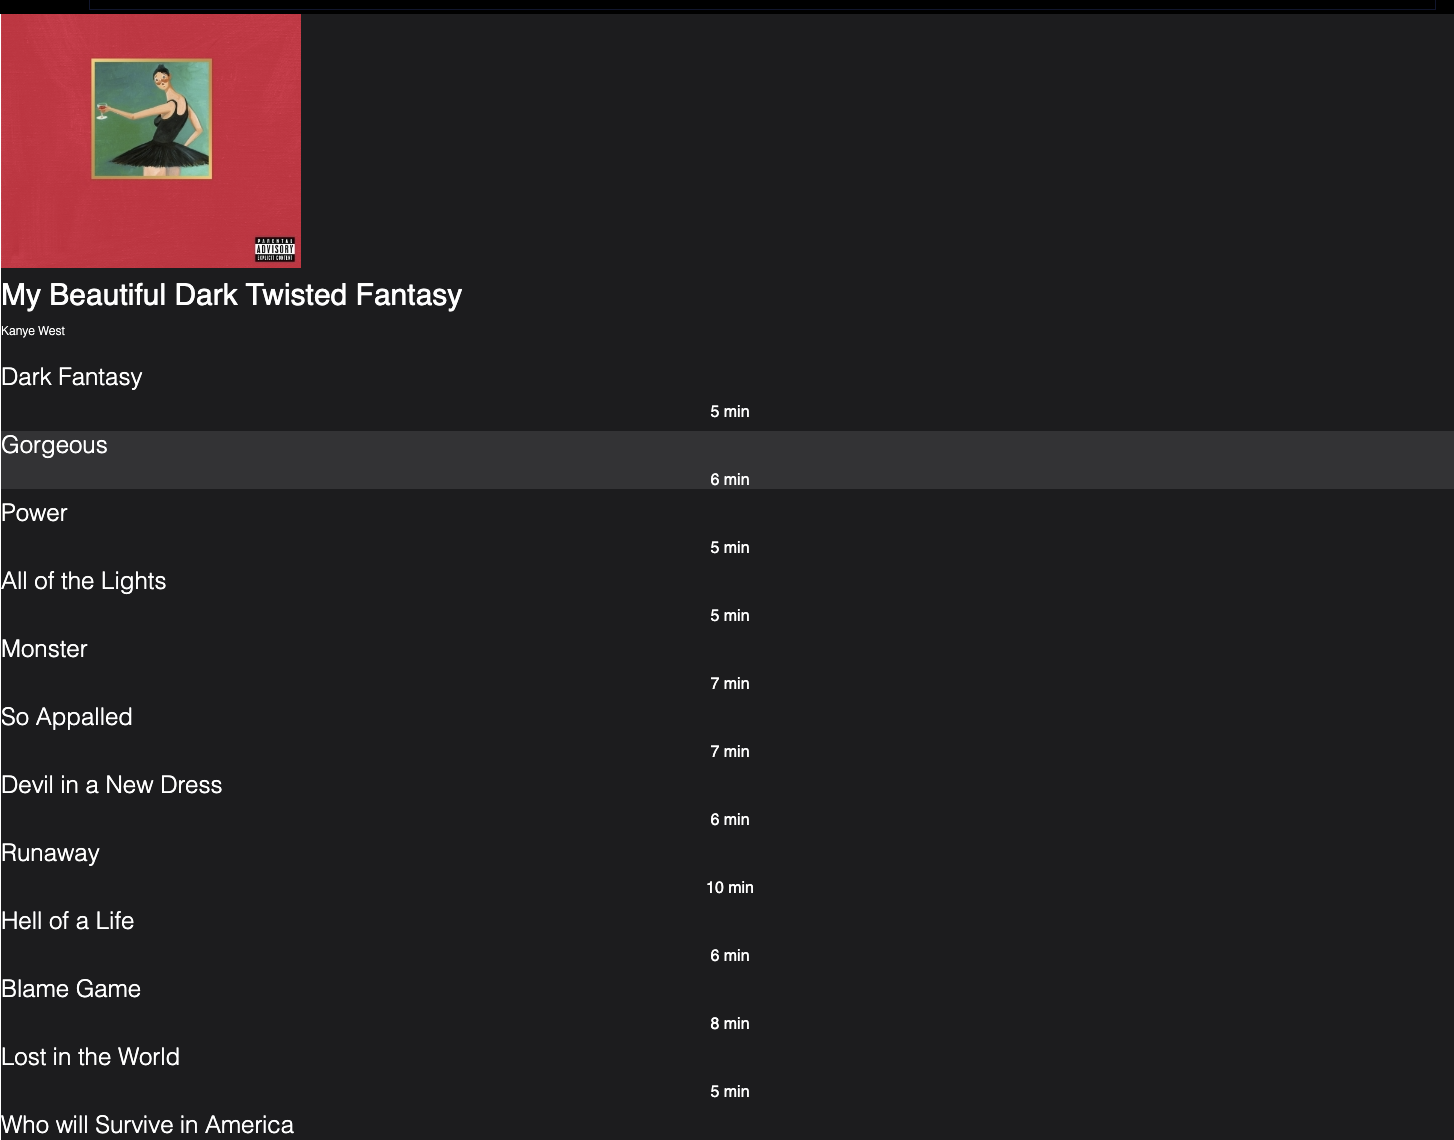 PARENTAL
ADVISORY
EXPLICIT CONTENT
My Beautiful Dark Twisted Fantasy
Kanye West
Dark Fantasy
5 min
Gorgeous
6 min
Power
5 min
All of the Lights
5 min
Monster
7 min
So Appalled
7 min
Devil in a New Dress
6 min
Runaway
10 min
Hell of a Life
6 min
Blame Game
8 min
Lost in the World
5 min
Who will Survive in America